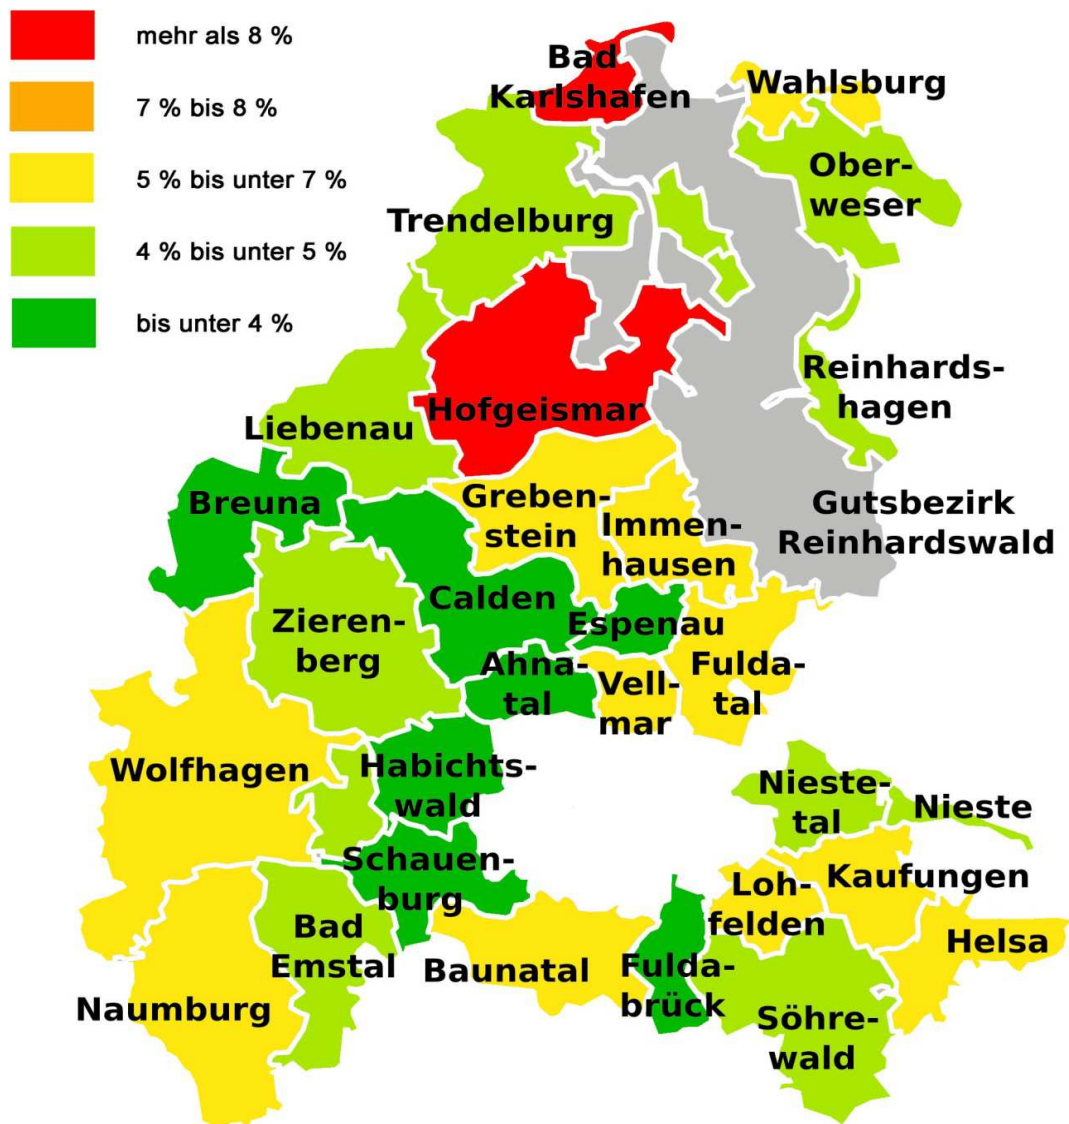 mehr als 8 %
7 % bis 8 %
5 % bis unter 7 %
4 % bis unter 5 %
bis unter 4 %
Bad
Karlshafen
Wahlsburg
Ober-
weser
Trendelburg
Reinhards-
hagen
Hofgeismar
Liebenau
Breuna
Greben-
stein
Immen-
hausen
Gutsbezirk
Reinhardswald
Calden
Espenau
Zieren-
berg
Ahna-
tal
Vell-
mar
Fulda-
tal
Wolfhagen
Habichts-
wald
Nieste-
tal
Nieste
Schauen-
burg
Loh-
felden
Kaufungen
Bad
Emstal
Helsa
Baunatal
Fulda-
brück
Naumburg
Söhre-
wald